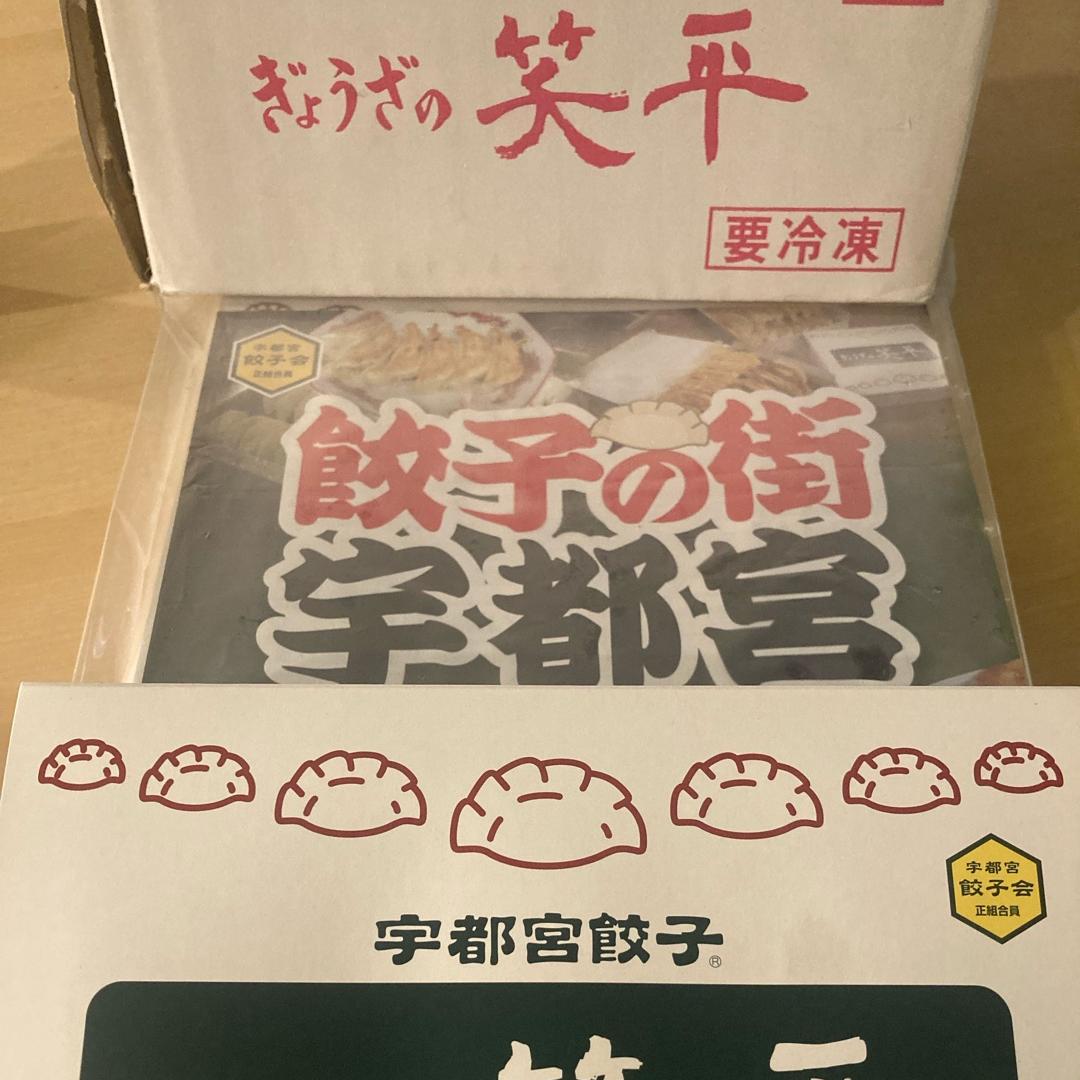 ぎょうざの 笑平
要冷凍
宇都宮
餃子会
正組合員
餃子の街
宇都宮
宇都宮
餃子会
正組合員
宇都宮餃子®
笑平